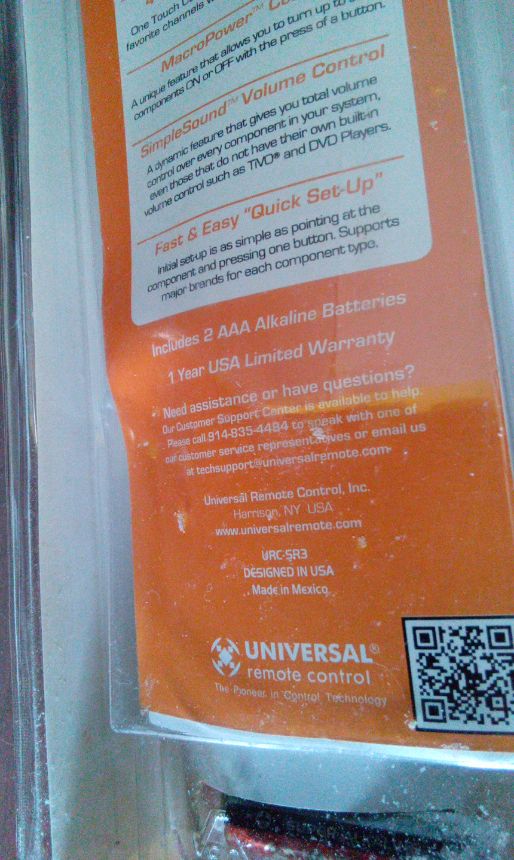 One Touch
favorite channels
MacroPower™
A unique feature that allows you to turn up to
components ON or OFF with the press of a button.
SimpleSound™ Volume Control
A dynamic feature that gives you total volume
control over every component in your system,
even those that do not have their own built-in
volume control such as TiVO® and DVD Players.
Fast & Easy "Quick Set-Up"
Initial set-up is as simple as pointing at the
component and pressing one button. Supports
major brands for each component type.
Includes 2 AAA Alkaline Batteries
1 Year USA Limited Warranty
Need assistance or have questions?
Our Customer Support Center is available to help.
Please call 914-835-4484 to speak with one of
our customer service representatives or email us
at techsupport@universalremote.com
Universal Remote Control, Inc.
Harrison, NY USA
www.universalremote.com
URC-SR3
DESIGNED IN USA
Made in Mexico
UNIVERSAL®
remote control
The Pioneer in Control Technology